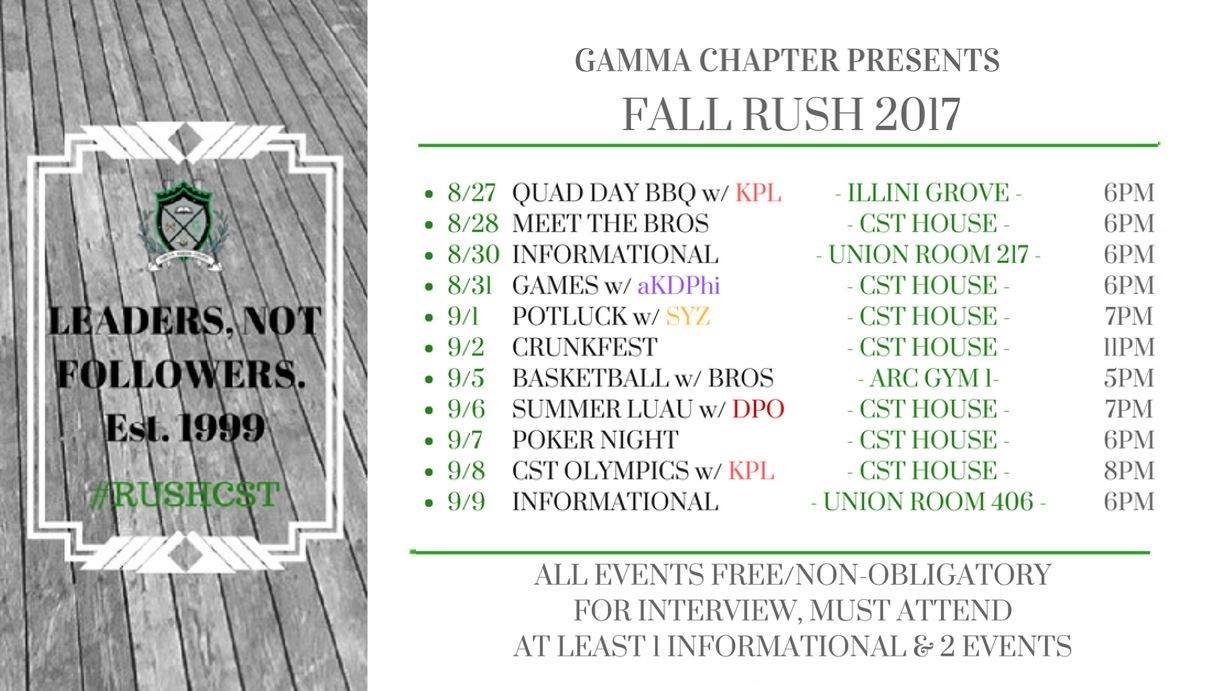 LEADERS, NOT
FOLLOWERS.
Est. 1999
#RUSHCST
GAMMA CHAPTER PRESENTS
FALL RUSH 2017
• 8/27 QUAD DAY BBQ w/ KPL - ILLINI GROVE - 6PM
• 8/28 MEET THE BROS - CST HOUSE - 6PM
• 8/30 INFORMATIONAL - UNION ROOM 217 - 6PM
• 8/31 GAMES w/ aKDPhi - CST HOUSE - 6PM
• 9/1 POTLUCK w/ SYZ - CST HOUSE - 7PM
• 9/2 CRUNKFEST - CST HOUSE - 11PM
• 9/5 BASKETBALL w/ BROS - ARC GYM 1- 5PM
• 9/6 SUMMER LUAU w/ DPO - CST HOUSE - 7PM
• 9/7 POKER NIGHT - CST HOUSE - 6PM
• 9/8 CST OLYMPICS w/ KPL - CST HOUSE - 8PM
• 9/9 INFORMATIONAL - UNION ROOM 406 - 6PM
ALL EVENTS FREE/NON-OBLIGATORY
FOR INTERVIEW, MUST ATTEND
AT LEAST 1 INFORMATIONAL & 2 EVENTS